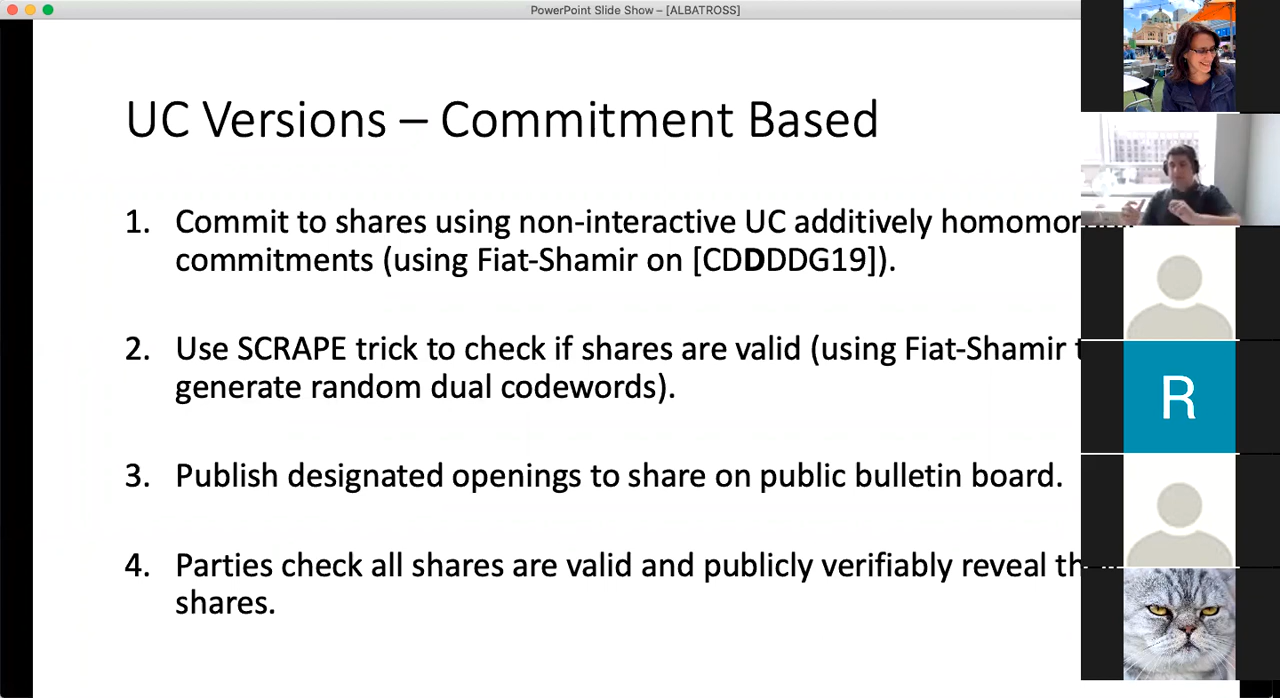 PowerPoint Slide Show – [ALBATROSS]
UC Versions – Commitment Based
1. Commit to shares using non-interactive UC additively
commitments (using Fiat-Shamir on [CDDDDG19]).
2. Use SCRAPE trick to check if shares are valid (using Fiat-Shamir
generate random dual codewords).
3. Publish designated openings to share on public bulletin board.
4. Parties check all shares are valid and publicly verifiably reveal
shares.
R